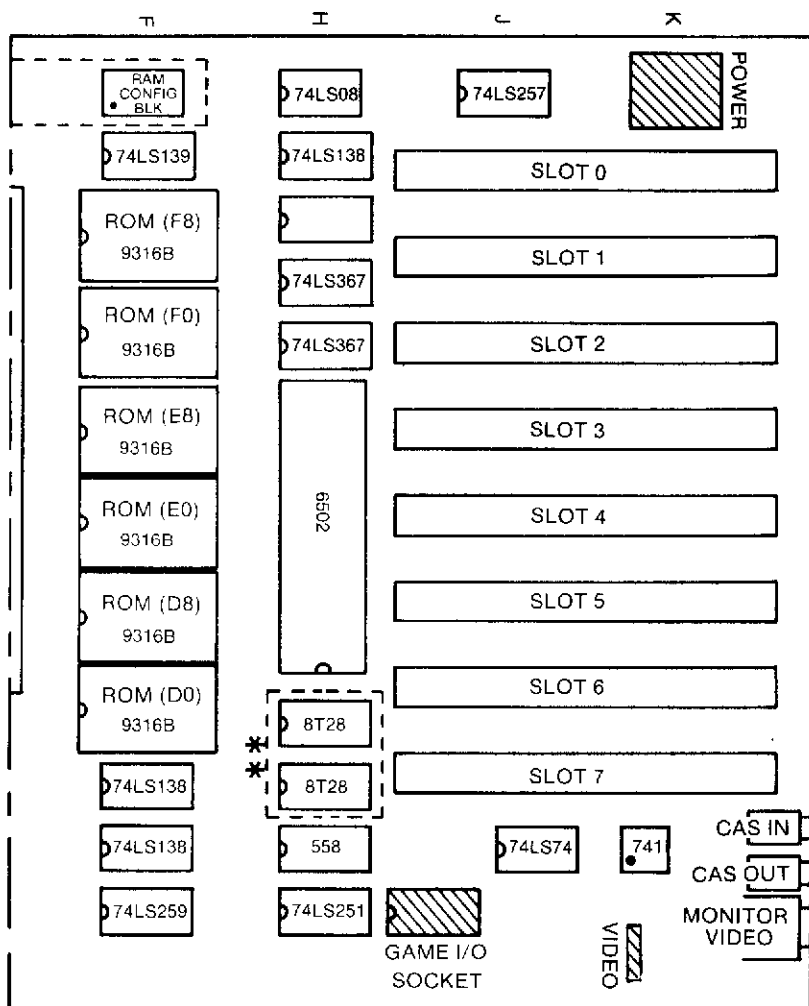 F H J K
RAM
CONFIG
BLK
74LS08
74LS257
POWER
74LS139
74LS138
SLOT 0
ROM (F8)
9316B
SLOT 1
74LS367
ROM (F0)
9316B
74LS367
SLOT 2
ROM (E8)
9316B
SLOT 3
6502
ROM (E0)
9316B
SLOT 4
ROM (D8)
9316B
SLOT 5
ROM (D0)
9316B
SLOT 6
8T28
*
*
74LS138
8T28
SLOT 7
74LS138
558
74LS74
741
CAS IN
CAS OUT
74LS259
74LS251
GAME I/O
SOCKET
VIDEO
MONITOR
VIDEO